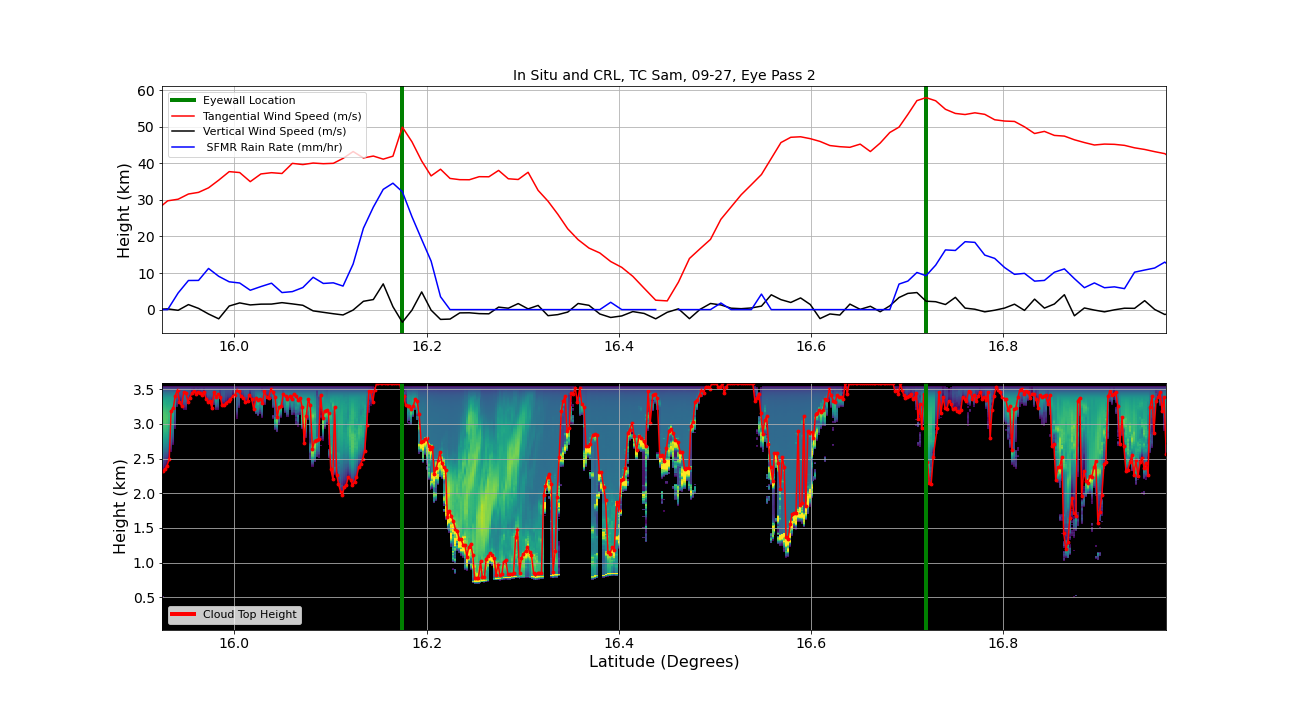 In Situ and CRL, TC Sam, 09-27, Eye Pass 2
Height (km)
60
50
40
30
20
10
0
Eyewall Location
Tangential Wind Speed (m/s)
Vertical Wind Speed (m/s)
SFMR Rain Rate (mm/hr)
16.0 16.2 16.4 16.6 16.8
Height (km)
3.5
3.0
2.5
2.0
1.5
1.0
0.5
Cloud Top Height
16.0 16.2 16.4 16.6 16.8
Latitude (Degrees)